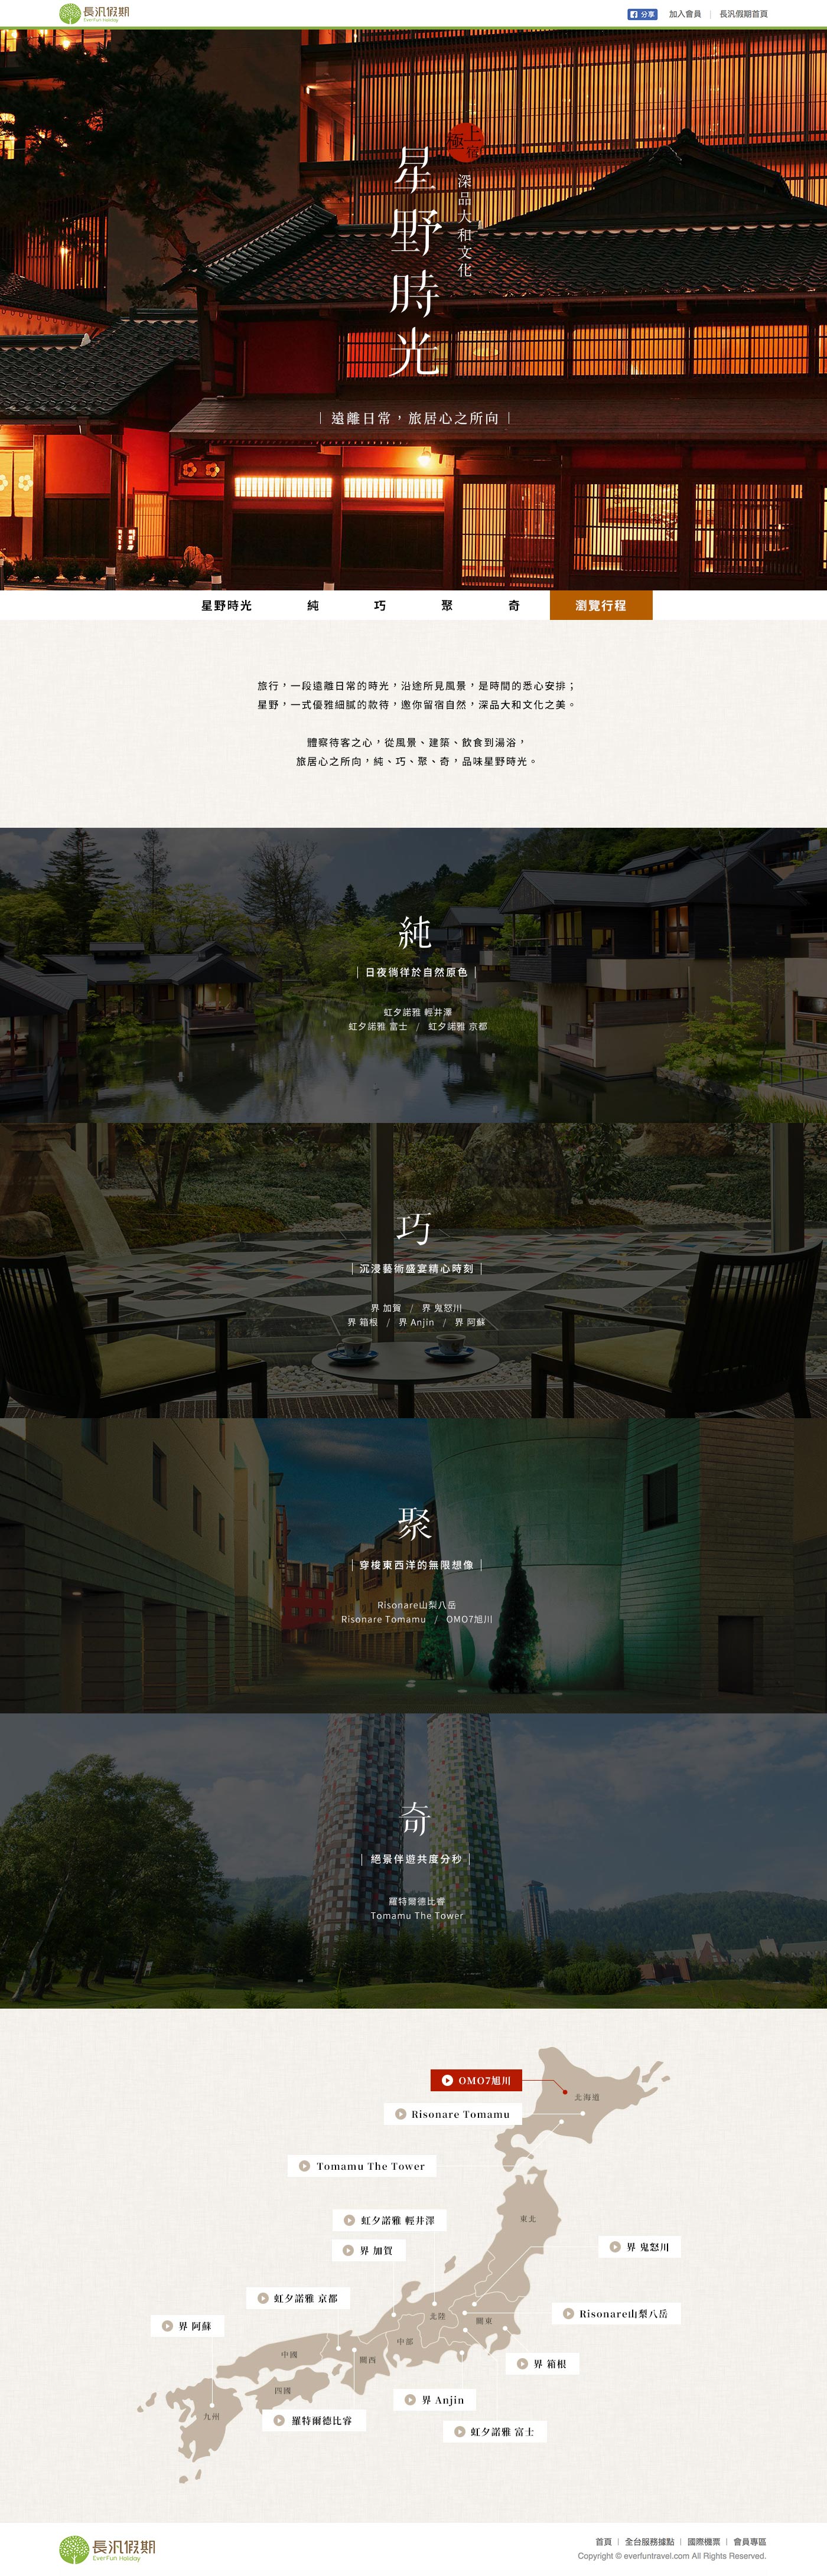 長汎假期
EverFun Holiday
分享
加入會員 | 長汎假期首頁
極上宿
深品大和文化
星野時光
遠離日常，旅居心之所向
星野時光 純 巧 聚 奇 瀏覽行程
旅行，一段遠離日常的時光，沿途所見風景，是時間的悉心安排；
星野，一式優雅細膩的款待，邀你留宿自然，深品大和文化之美。
體察待客之心，從風景、建築、飲食到湯浴，
旅居心之所向，純、巧、聚、奇，品味星野時光。
純
日夜徜徉於自然原色
虹夕諾雅 輕井澤
虹夕諾雅 富士 / 虹夕諾雅 京都
巧
沉浸藝術盛宴精心時刻
界 加賀 / 界 鬼怒川
界 箱根 / 界 Anjin / 界 阿蘇
聚
穿梭東西洋的無限想像
Risonare山梨八岳
Risonare Tomamu / OMO7旭川
奇
絕景伴遊共度分秒
羅特爾德比睿
Tomamu The Tower
OMO7旭川
北海道
Risonare Tomamu
Tomamu The Tower
虹夕諾雅 輕井澤
東北
界 加賀
界 鬼怒川
虹夕諾雅 京都
Risonare山梨八岳
北陸
關東
界 阿蘇
中部
中國
關西
界 箱根
四國
界 Anjin
九州
羅特爾德比睿
虹夕諾雅 富士
長汎假期
EverFun Holiday
首頁 | 全台服務據點 | 國際機票 | 會員專區
Copyright © everfuntravel.com All Rights Reserved.